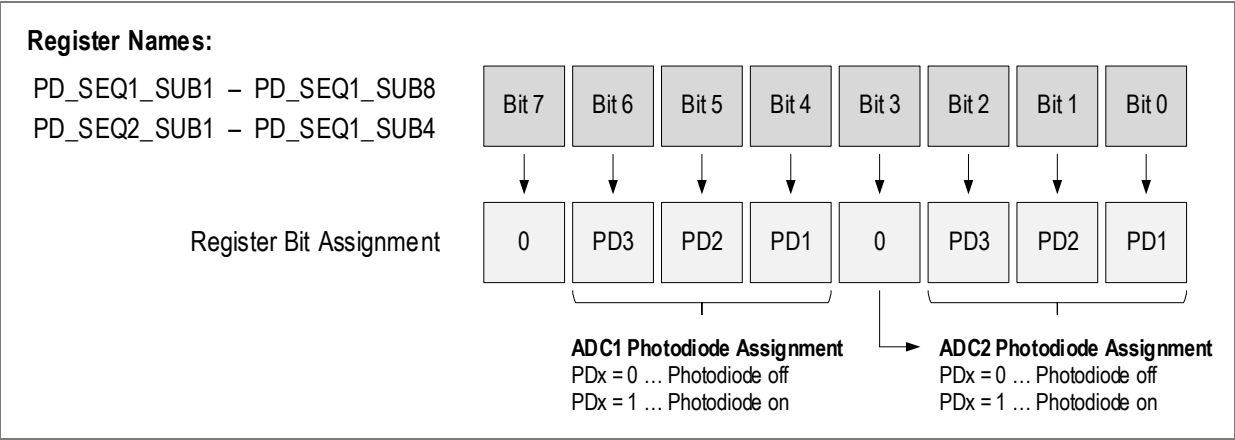 Register Names:
PD_SEQ1_SUB1 – PD_SEQ1_SUB8
PD_SEQ2_SUB1 – PD_SEQ1_SUB4
Bit 7 Bit 6 Bit 5 Bit 4 Bit 3 Bit 2 Bit 1 Bit 0
Register Bit Assignment 0 PD3 PD2 PD1 0 PD3 PD2 PD1
ADC1 Photodiode Assignment
PDx = 0 … Photodiode off
PDx = 1 … Photodiode on
ADC2 Photodiode Assignment
PDx = 0 … Photodiode off
PDx = 1 … Photodiode on